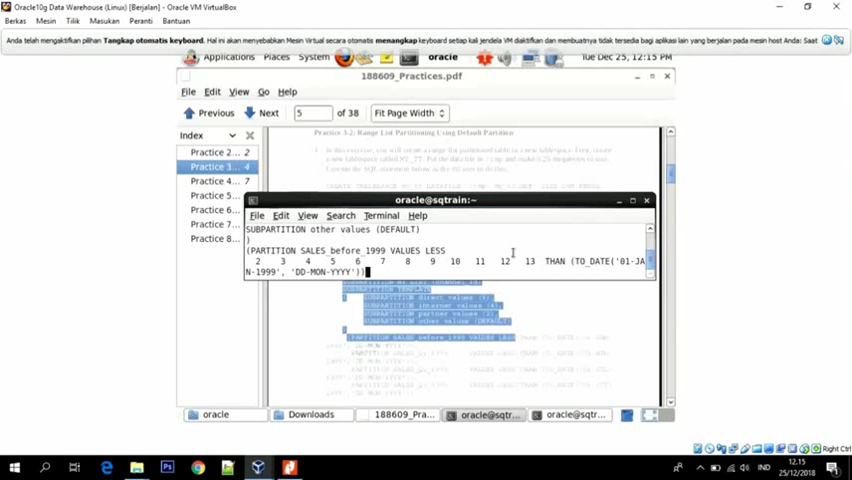 Oracle10g Data Warehouse (Linux) [Berjalan] - Oracle VM VirtualBox
Berkas Mesin Tilik Masukan Peranti Bantuan
Anda telah mengaktifkan pilihan Tangkap otomatis keyboard. Hal ini akan menyebabkan Mesin Virtual secara otomatis menangkap keyboard setiap kali jendela VM diaktifkan dan membuatnya tidak tersedia bagi aplikasi lain yang berjalan pada mesin host Anda: Saat
Applications Places System oracle Tue Dec 25, 12:15 PM
188609_Practices.pdf
File Edit View Go Help
Previous Next 5 of 38 Fit Page Width
Index
Practice 2... 2
Practice 3... 4
Practice 4... 7
Practice 5...
Practice 6...
Practice 7...
Practice 8...
Practice 3-2: Range List Partitioning Using Default Partition
oracle@sqtrain:~
File Edit View Search Terminal Help
SUBPARTITION other values (DEFAULT)
)
(PARTITION SALES_before_1999 VALUES LESS
2 3 4 5 6 7 8 9 10 11 12 13 THAN (TO_DATE('01-JA
N-1999', 'DD-MON-YYYY'))
SUBPARTITION TEMPLATE
( SUBPARTITION direct values (3),
SUBPARTITION internet values (4),
SUBPARTITION partner values (2),
SUBPARTITION other values (DEFAULT)
)
(PARTITION SALES_before_1999 VALUES LESS
oracle Downloads 188609_Pra... oracle@sqtr... oracle@sqtr...
Right Ctrl
IND
12.15
25/12/2018